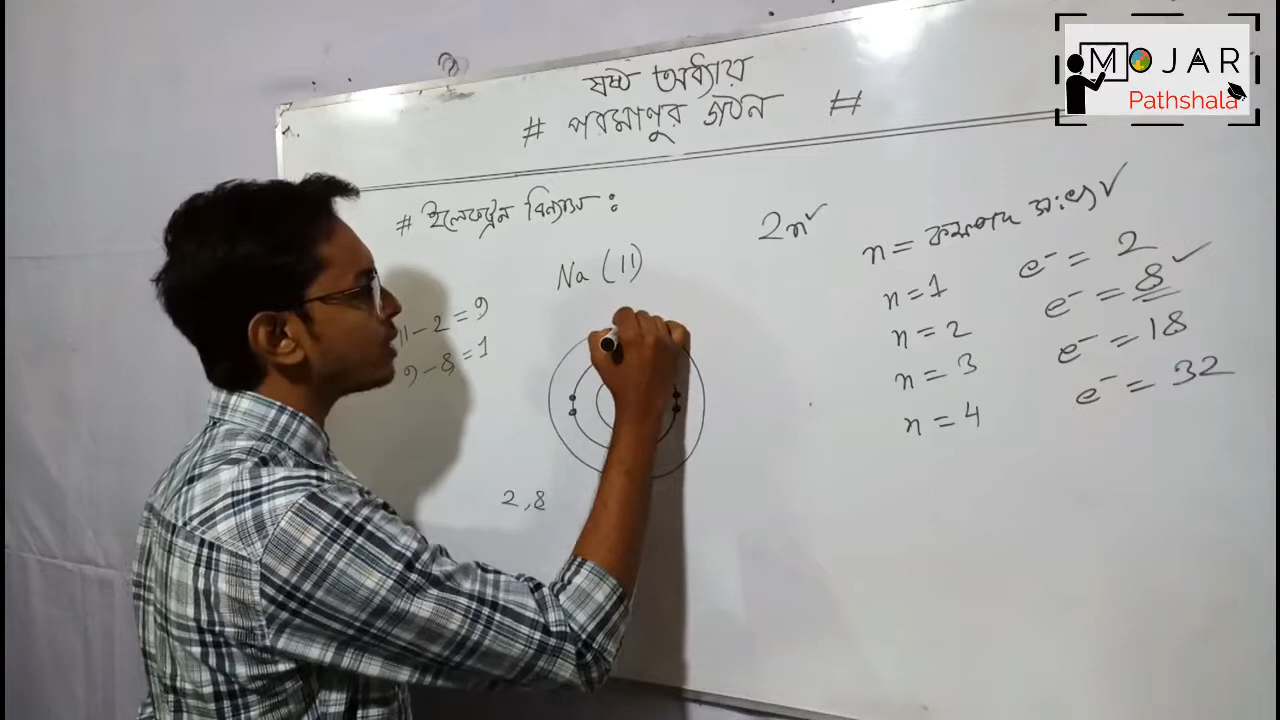 MOJAR
Pathshala
ষষ্ঠ অধ্যায়
# পরমাণুর গঠন #
# ইলেকট্রন বিন্যাস :
Na (11)
11 - 2 = 9
9 - 8 = 1
2, 8
2n²
n = কক্ষপথ সংখ্যা ✓
n = 1 e⁻ = 2
n = 2 e⁻ = 8 ✓
n = 3 e⁻ = 18
n = 4 e⁻ = 32